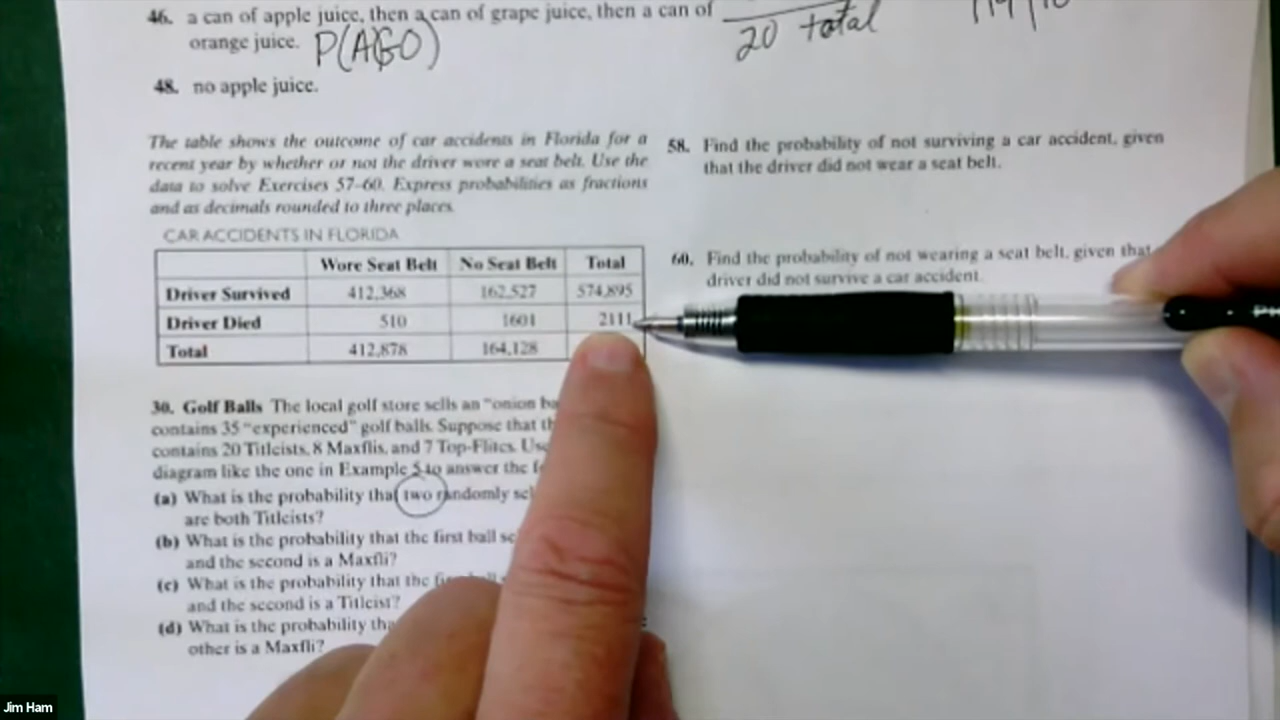 46. a can of apple juice, then a can of grape juice, then a can of
orange juice. P(AGO)
20 total
48. no apple juice.
The table shows the outcome of car accidents in Florida for a
recent year by whether or not the driver wore a seat belt. Use the
data to solve Exercises 57–60. Express probabilities as fractions
and as decimals rounded to three places.
CAR ACCIDENTS IN FLORIDA
Wore Seat Belt No Seat Belt Total
Driver Survived 412,368 162,527 574,895
Driver Died 510 1601 2111
Total 412,878 164,128
30. Golf Balls The local golf store sells an "onion
contains 35 "experienced" golf balls. Suppose that
contains 20 Titleists, 8 Maxflis, and 7 Top-Flites.
diagram like the one in Example 5 to answer the
(a) What is the probability that two randomly
are both Titleists?
(b) What is the probability that the first ball
and the second is a Maxfli?
(c) What is the probability that the
and the second is a Titleist?
(d) What is the probability
other is a Maxfli?
58. Find the probability of not surviving a car accident, given
that the driver did not wear a seat belt.
60. Find the probability of not wearing a seat belt, given that
driver did not survive a car accident.
Jim Ham